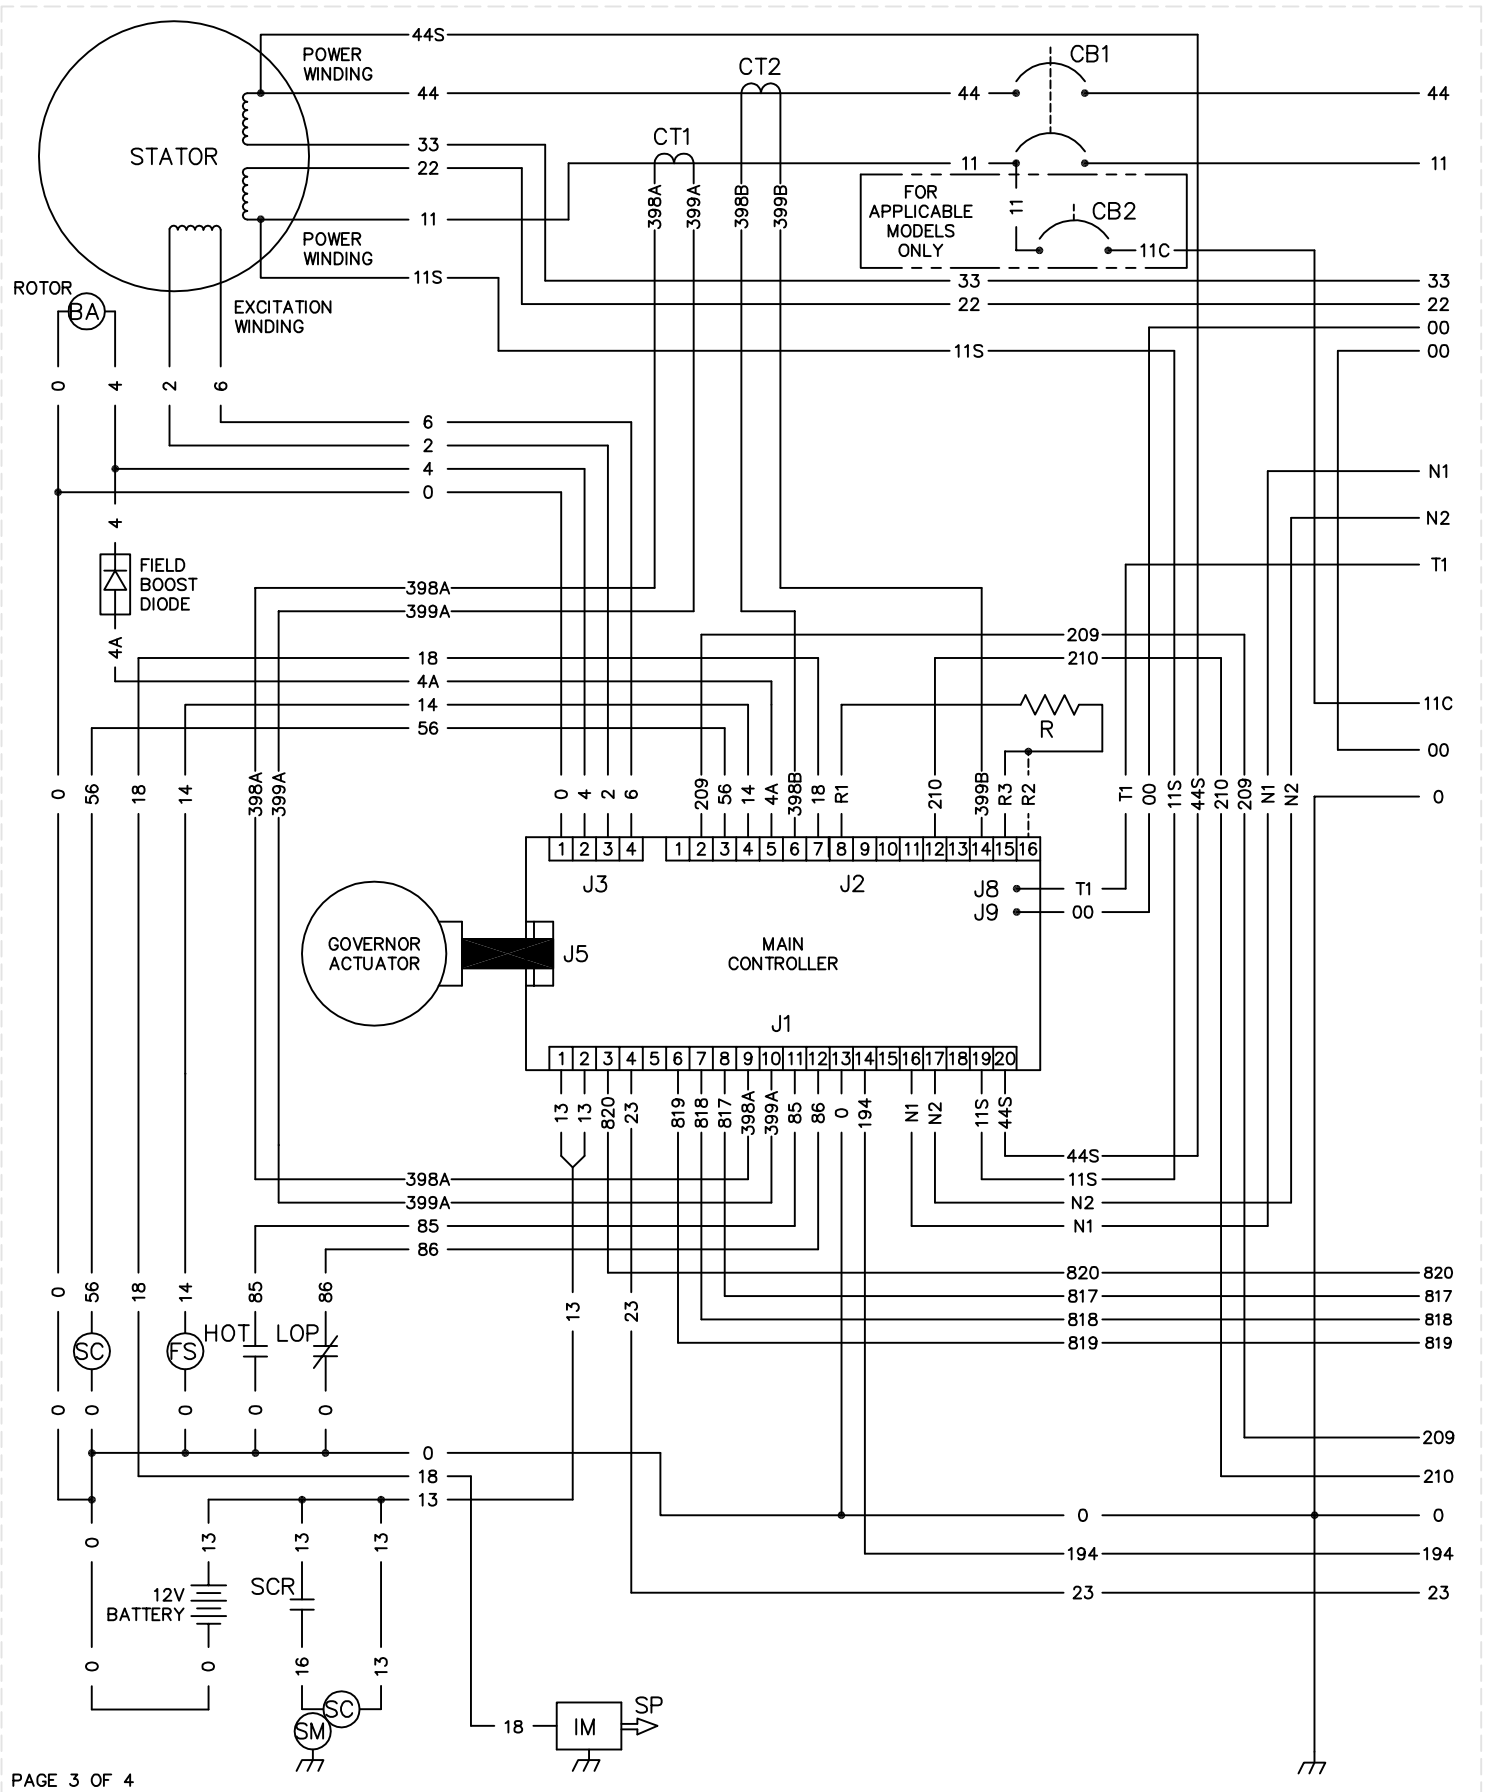 44S
POWER
WINDING
CT2
CB1
44
44
44
CT1
33
STATOR
22
11
11
398A
399A
398B
399B
FOR
APPLICABLE
MODELS
ONLY
11
CB2
11C
11
POWER
WINDING
11S
33
33
ROTOR
BA
EXCITATION
WINDING
22
22
00
11S
00
0
4
2
6
6
2
4
0
N1
N2
4
FIELD
BOOST
DIODE
T1
398A
399A
4A
209
18
210
4A
14
R
11C
56
00
0
56
18
14
398A
399A
0
4
2
6
209
56
14
4A
398B
18
R1
210
399B
R3
R2
T1
00
11S
44S
210
209
N1
N2
0
1 2 3 4
1 2 3 4 5 6 7 8 9 10 11 12 13 14 15 16
J3
J2
J8
T1
J9
00
GOVERNOR
ACTUATOR
J5
MAIN
CONTROLLER
J1
1 2 3 4 5 6 7 8 9 10 11 12 13 14 15 16 17 18 19 20
13
13
820
23
819
818
817
398A
399A
85
86
0
194
N1
N2
11S
44S
44S
398A
11S
399A
N2
85
N1
86
820
820
0
56
18
14
85
86
13
23
817
817
818
818
HOT
LOP
819
819
SC
FS
0
0
0
0
0
209
0
18
210
13
0
0
0
13
13
13
194
194
12V
BATTERY
SCR
23
23
0
0
16
13
SC
SP
SM
18
IM
PAGE 3 OF 4